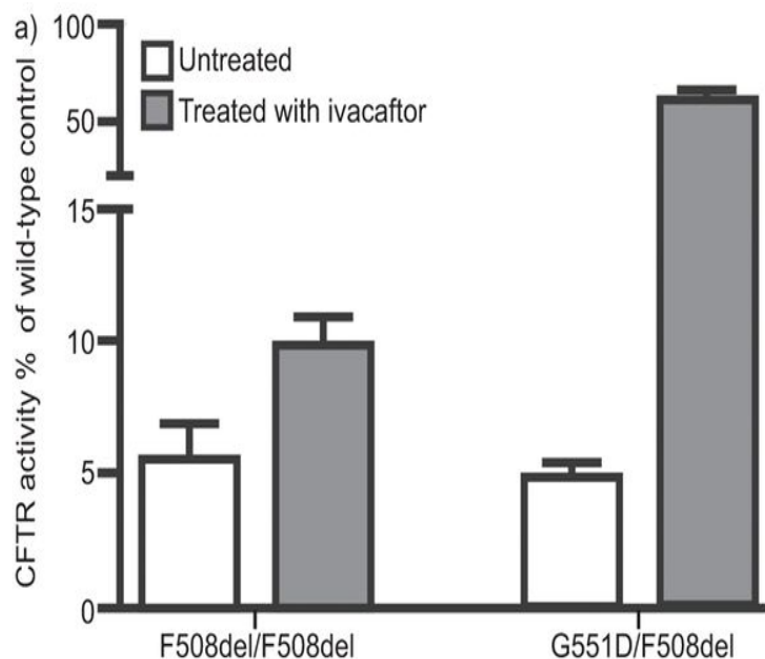 a)
100
Untreated
Treated with ivacaftor
50
15
10
5
0
CFTR activity % of wild-type control
F508del/F508del
G551D/F508del